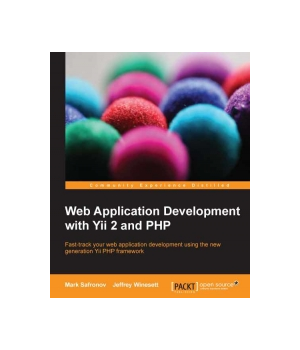 Community Experience Distilled
Web Application Development
with Yii 2 and PHP
Fast-track your web application development using the new
generation Yii PHP framework
Mark Safronov Jeffrey Winesett
PACKT open source
PUBLISHING